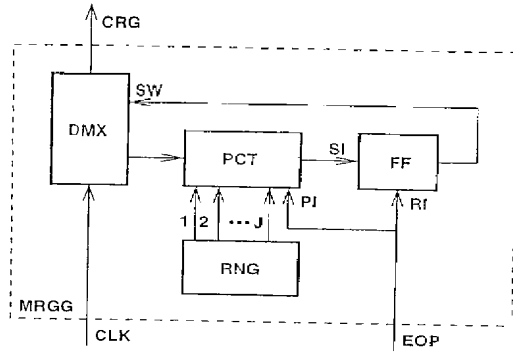 CRG
SW
DMX
PCT
SI
FF
1 2 ••• J
PI
RI
RNG
MRGG
CLK
EOP